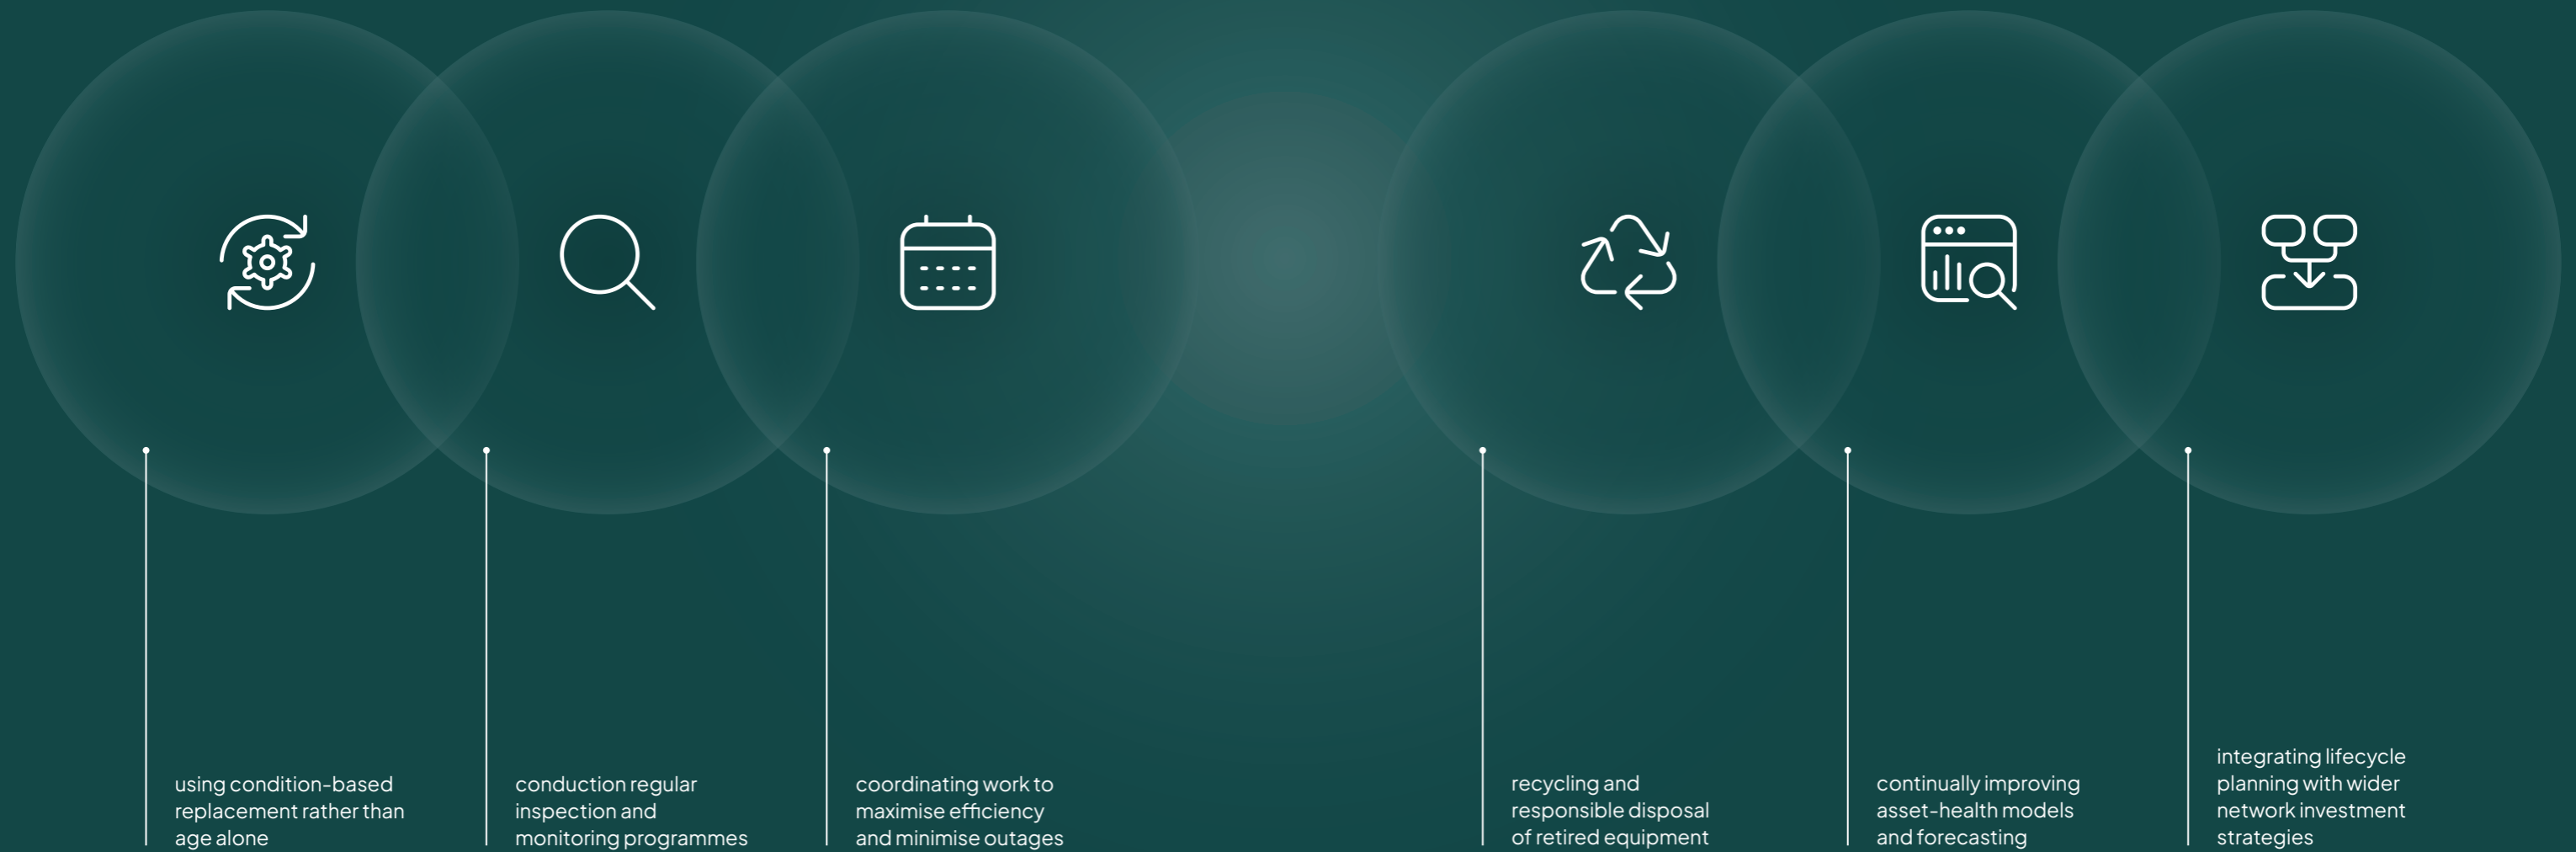 using condition-based
replacement rather than
age alone
conduction regular
inspection and
monitoring programmes
coordinating work to
maximise efficiency
and minimise outages
recycling and
responsible disposal
of retired equipment
continually improving
asset-health models
and forecasting
integrating lifecycle
planning with wider
network investment
strategies